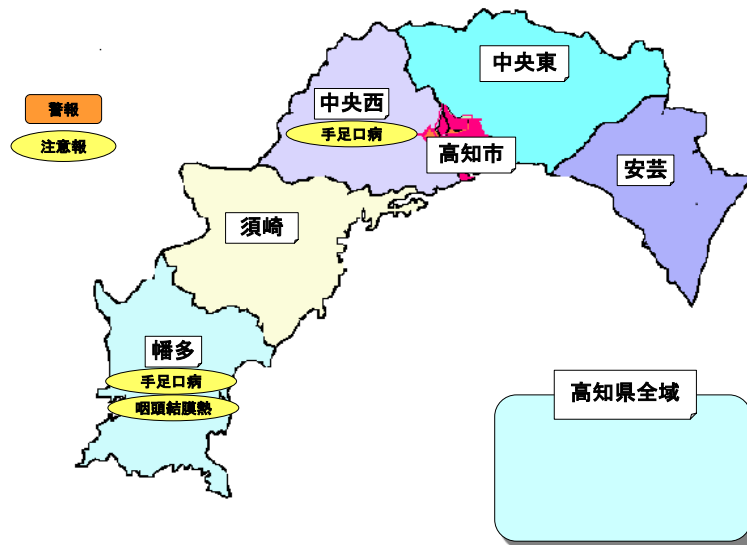 中央東
中央西
警報
手足口病
注意報
高知市
安芸
須崎
幡多
手足口病
咽頭結膜熱
高知県全域